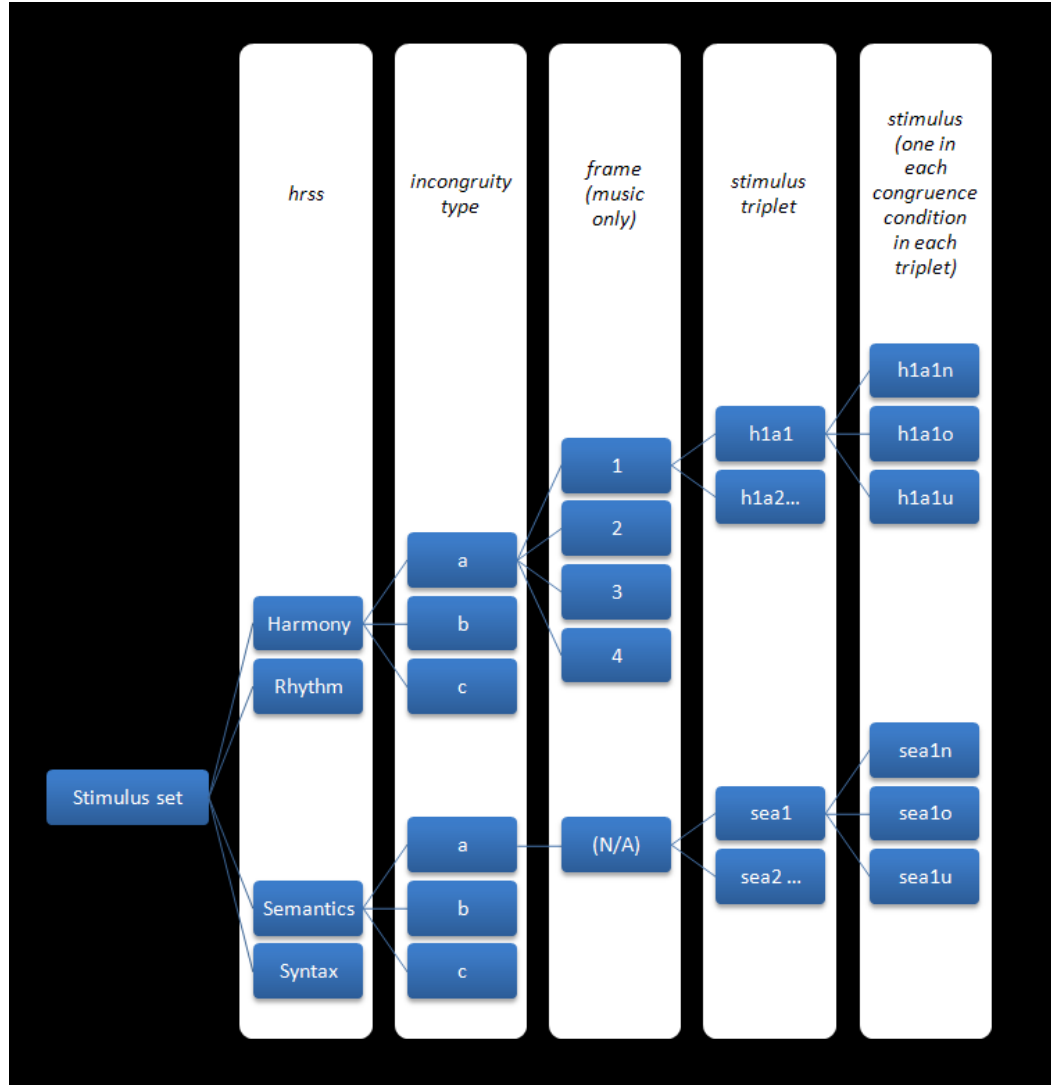 hrss
incongruity
type
frame
(music
only)
stimulus
triplet
stimulus
(one in
each
congruence
condition
in each
triplet)
Stimulus set
Harmony
Rhythm
Semantics
Syntax
a
b
c
a
b
c
1
2
3
4
(N/A)
h1a1
h1a2...
sea1
sea2 ...
h1a1n
h1a1o
h1a1u
sea1n
sea1o
sea1u